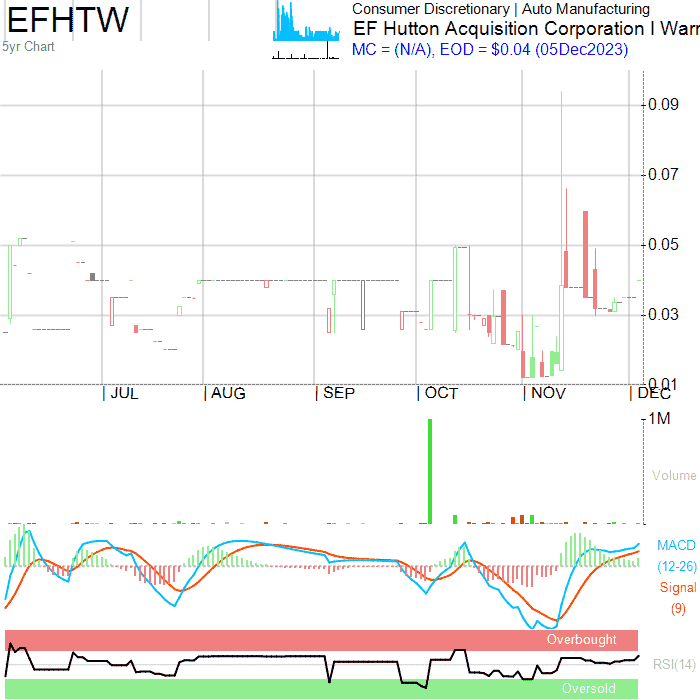 EFHTW
5yr Chart
Consumer Discretionary | Auto Manufacturing
EF Hutton Acquisition Corporation I Warr
MC = (N/A), EOD = $0.04 (05Dec2023)
0.09
0.07
0.05
0.03
0.01
| JUL | AUG | SEP | OCT | NOV | DEC
1M
Volume
MACD
(12-26)
Signal
(9)
Overbought
RSI(14)
Oversold